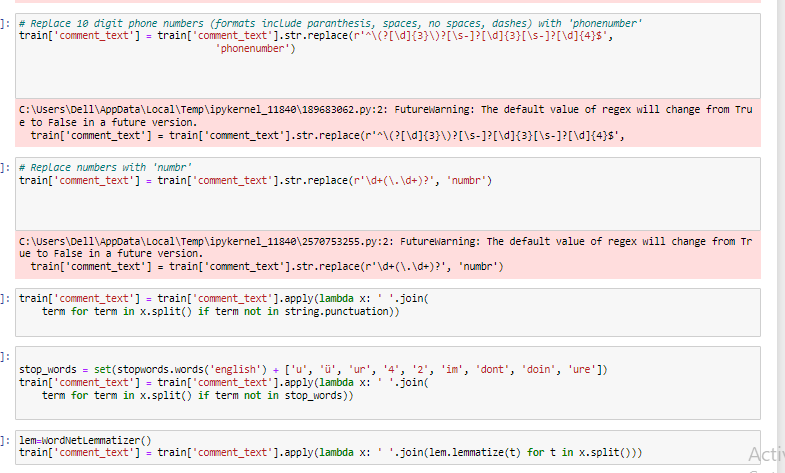 ]: # Replace 10 digit phone numbers (formats include paranthesis, spaces, no spaces, dashes) with 'phonenumber'
train['comment_text'] = train['comment_text'].str.replace(r'^\(?[\d]{3}\)?[\s-]?[\d]{3}[\s-]?[\d]{4}$',
'phonenumber')
C:\Users\Dell\AppData\Local\Temp\ipykernel_11840\189683062.py:2: FutureWarning: The default value of regex will change from Tru
e to False in a future version.
train['comment_text'] = train['comment_text'].str.replace(r'^\(?[\d]{3}\)?[\s-]?[\d]{3}[\s-]?[\d]{4}$',
]: # Replace numbers with 'numbr'
train['comment_text'] = train['comment_text'].str.replace(r'\d+(\.\d+)?', 'numbr')
C:\Users\Dell\AppData\Local\Temp\ipykernel_11840\2570753255.py:2: FutureWarning: The default value of regex will change from Tr
ue to False in a future version.
train['comment_text'] = train['comment_text'].str.replace(r'\d+(\.\d+)?', 'numbr')
]: train['comment_text'] = train['comment_text'].apply(lambda x: ' '.join(
term for term in x.split() if term not in string.punctuation))
]:
stop_words = set(stopwords.words('english') + ['u', 'ü', 'ur', '4', '2', 'im', 'dont', 'doin', 'ure'])
train['comment_text'] = train['comment_text'].apply(lambda x: ' '.join(
term for term in x.split() if term not in stop_words))
]: lem=WordNetLemmatizer()
train['comment_text'] = train['comment_text'].apply(lambda x: ' '.join(lem.lemmatize(t) for t in x.split()))
Activ